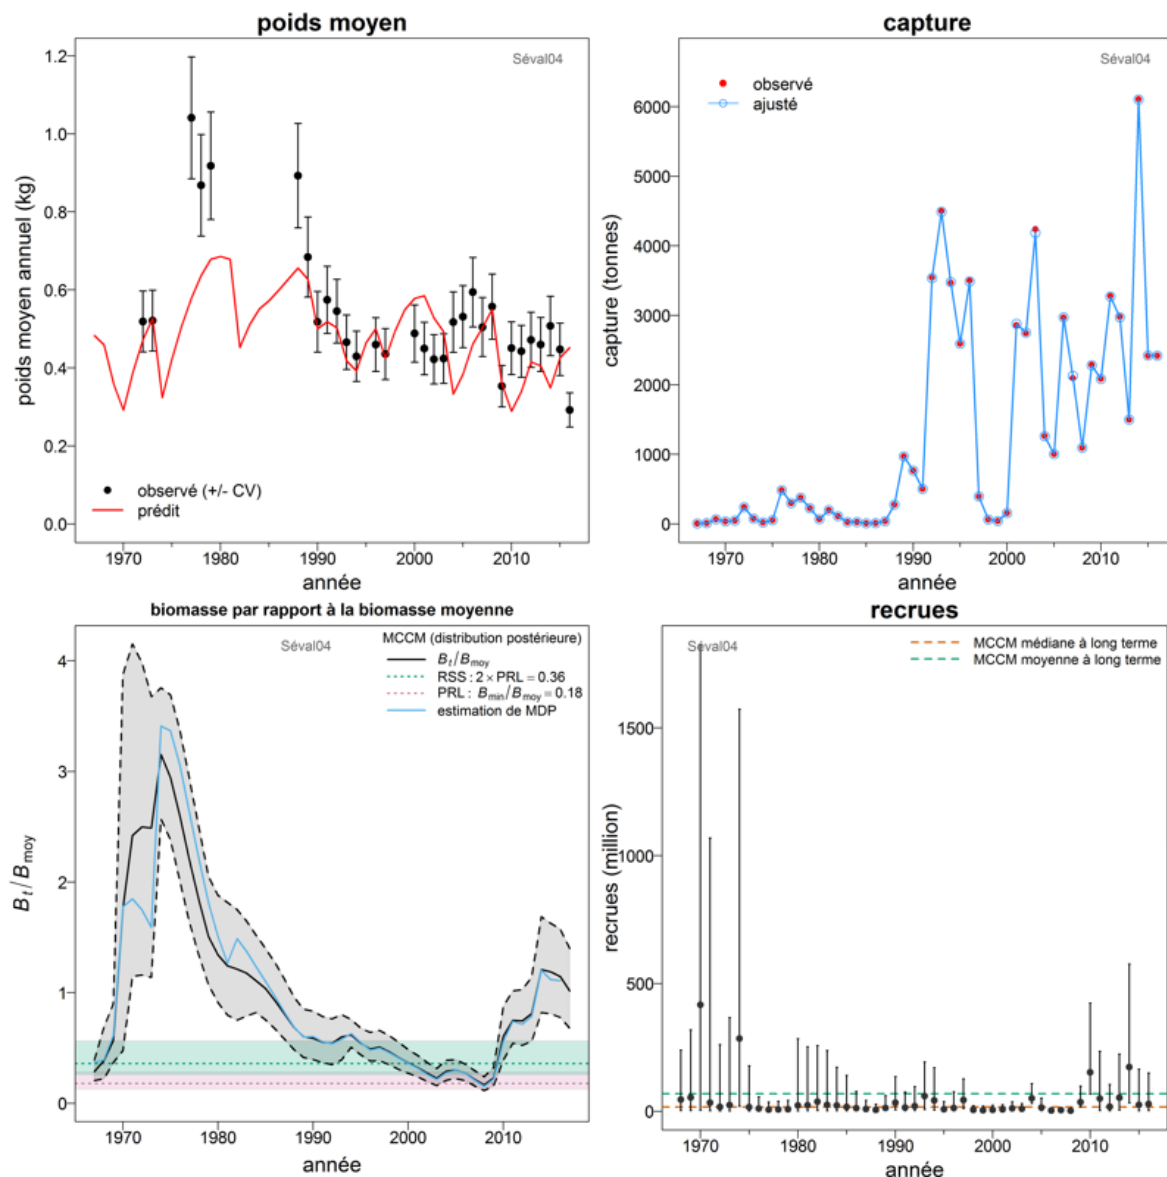 poids moyen
Séval04
1.2
1.0
0.8
0.6
0.4
0.2
0.0
poids moyen annuel (kg)
observé (+/- CV)
prédit
1970
1980
1990
2000
2010
année
capture
Séval04
observé
ajusté
6000
5000
4000
3000
2000
1000
0
capture (tonnes)
1970
1980
1990
2000
2010
année
biomasse par rapport à la biomasse moyenne
Séval04
MCCM (distribution postérieure)
Bt/Bmoy
RSS : 2 × PRL = 0.36
PRL : Bmin/Bmoy = 0.18
estimation de MDP
4
3
2
1
0
Bt/Bmoy
1970
1980
1990
2000
2010
année
recrues
Séval04
MCCM médiane à long terme
MCCM moyenne à long terme
1500
1000
500
0
recrues (million)
1970
1980
1990
2000
2010
année